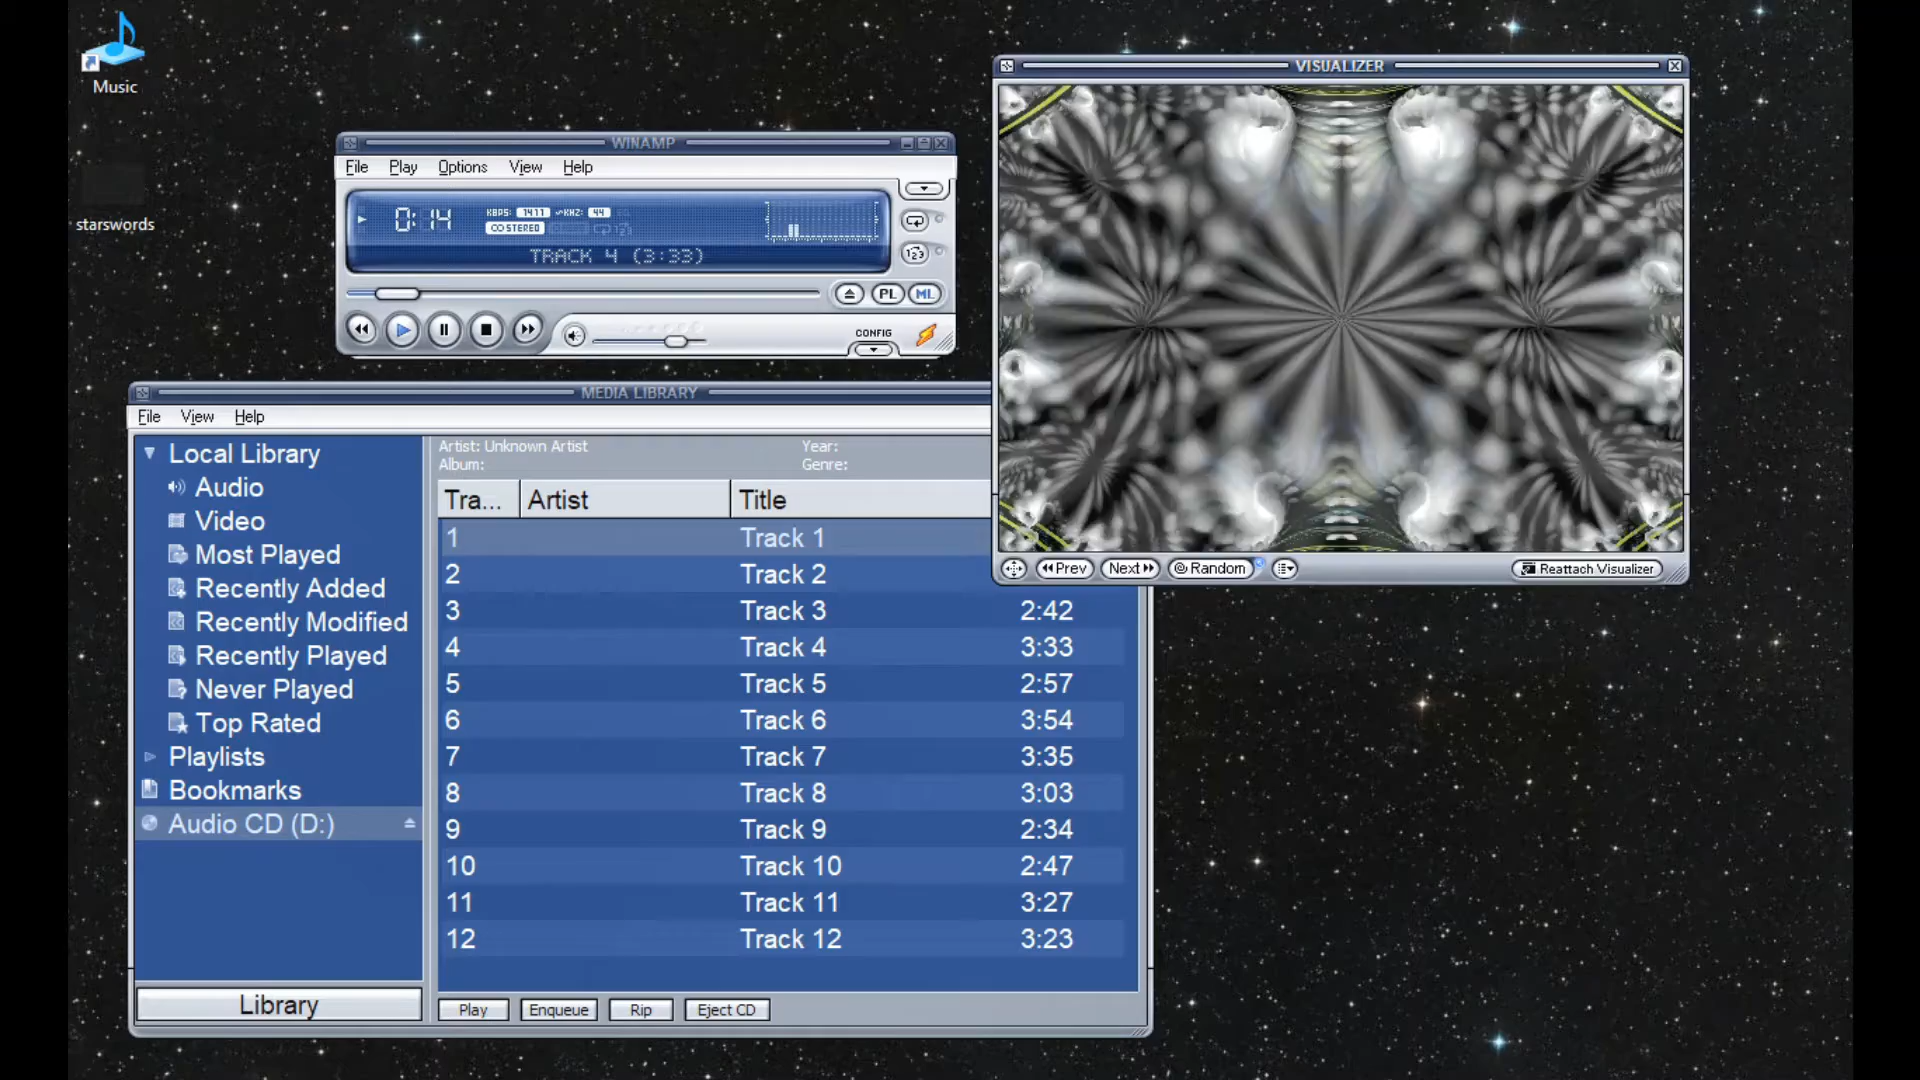 Music
starswords
WINAMP
File Play Options View Help
0:14
KBPS: 1411 KHZ: 44
STEREO
TRACK 4 (3:33)
PL ML
CONFIG
VISUALIZER
Prev Next Random Reattach Visualizer
MEDIA LIBRARY
File View Help
Local Library
Audio
Video
Most Played
Recently Added
Recently Modified
Recently Played
Never Played
Top Rated
Playlists
Bookmarks
Audio CD (D:)
Library
Artist: Unknown Artist Year:
Album: Genre:
Tra... Artist Title
1 Track 1
2 Track 2
3 Track 3 2:42
4 Track 4 3:33
5 Track 5 2:57
6 Track 6 3:54
7 Track 7 3:35
8 Track 8 3:03
9 Track 9 2:34
10 Track 10 2:47
11 Track 11 3:27
12 Track 12 3:23
Play Enqueue Rip Eject CD